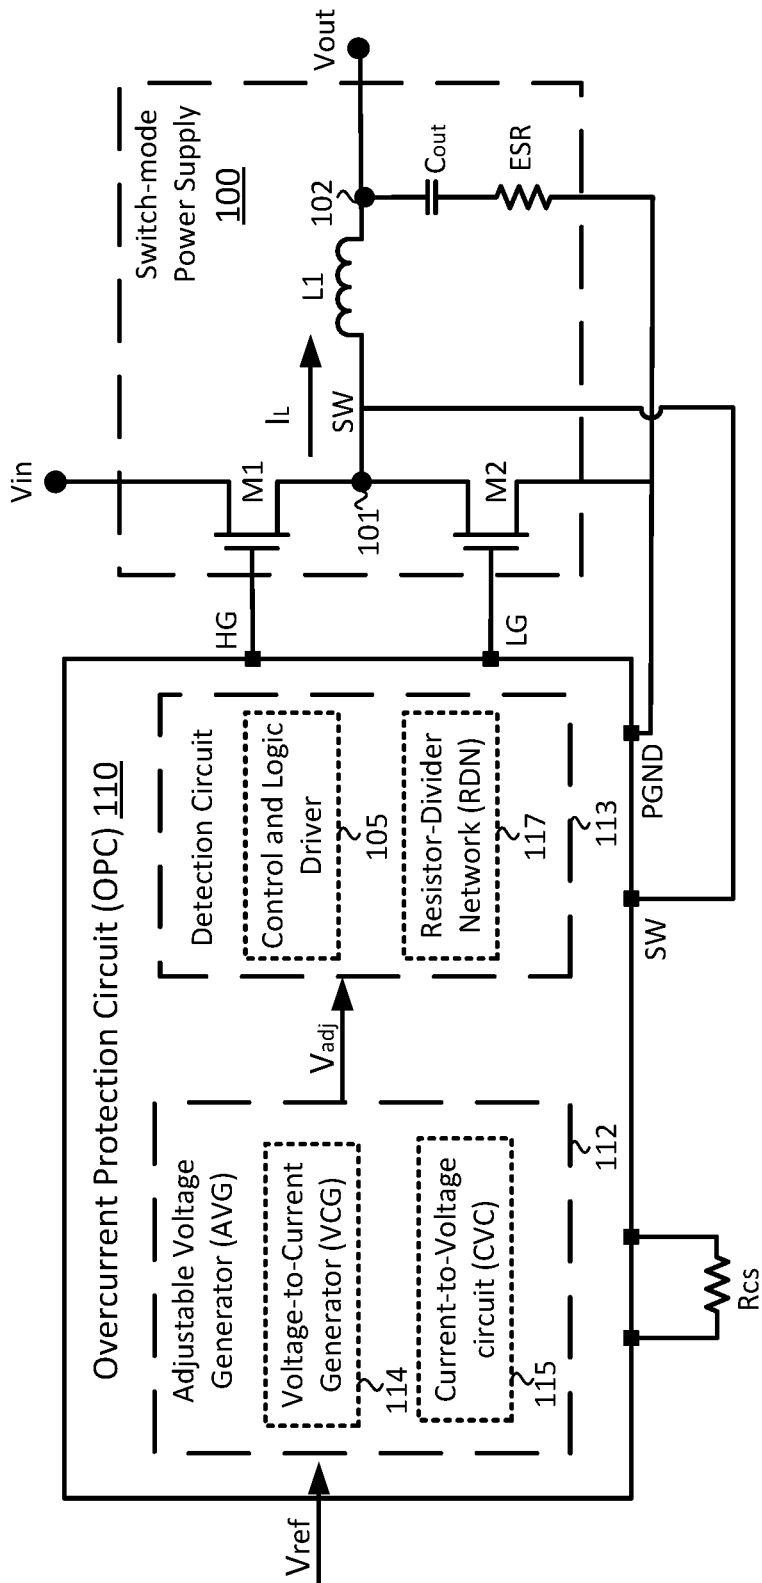 Overcurrent Protection Circuit (OPC) 110
Vref
Adjustable Voltage
Generator (AVG)
Voltage-to-Current
Generator (VCG)
114
Current-to-Voltage
circuit (CVC)
115
112
Vadj
Detection Circuit
Control and Logic
Driver
105
Resistor-Divider
Network (RDN)
117
113
Rcs
SW
PGND
HG
LG
Vin
M1
101
M2
SW
IL
L1
102
Switch-mode
Power Supply
100
Cout
ESR
Vout